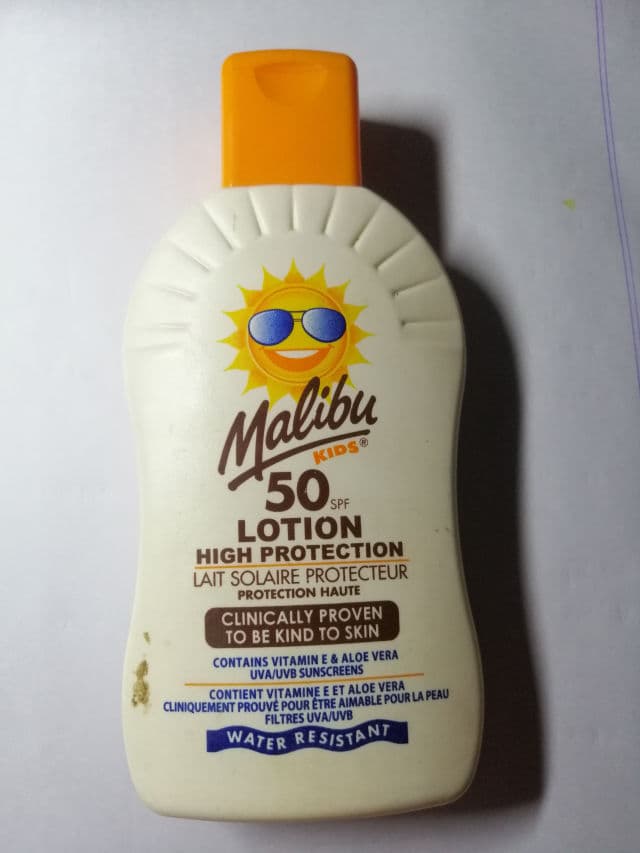 Malibu
KIDS®
50 SPF
LOTION
HIGH PROTECTION
LAIT SOLAIRE PROTECTEUR
PROTECTION HAUTE
CLINICALLY PROVEN
TO BE KIND TO SKIN
CONTAINS VITAMIN E & ALOE VERA
UVA/UVB SUNSCREENS
CONTIENT VITAMINE E ET ALOE VERA
CLINIQUEMENT PROUVÉ POUR ÊTRE AIMABLE POUR LA PEAU
FILTRES UVA/UVB
WATER RESISTANT